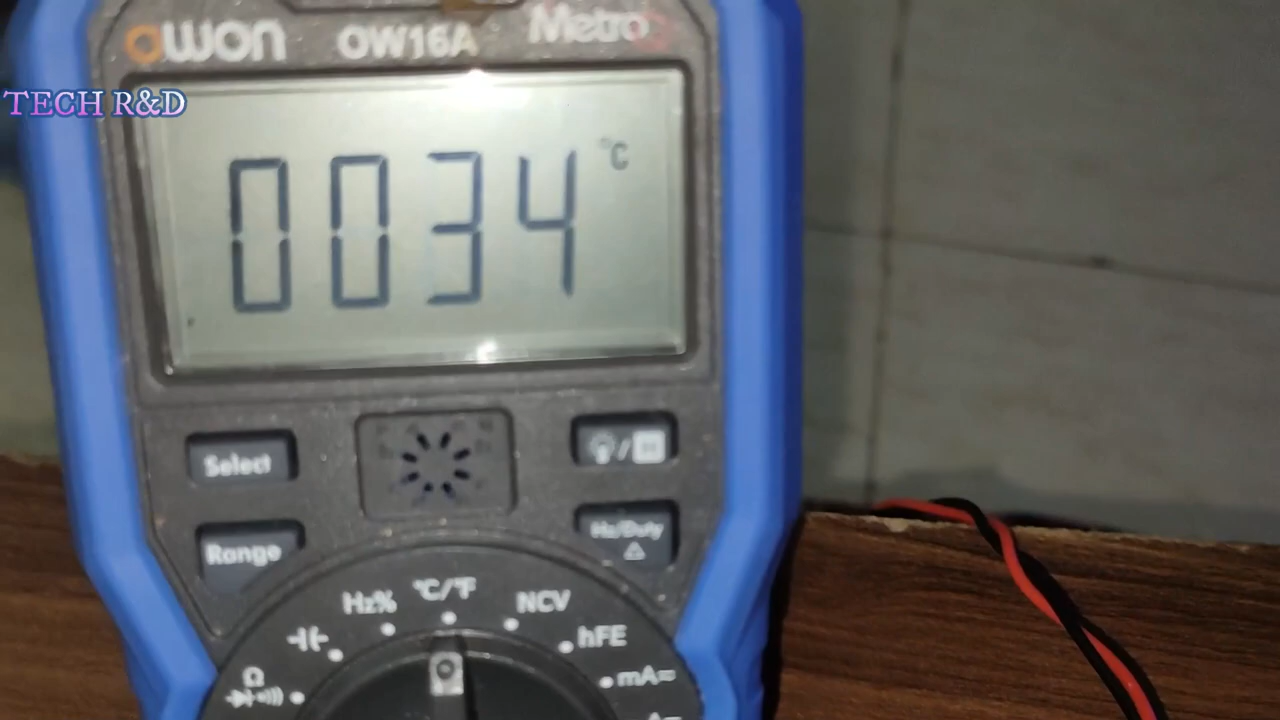 owon OW16A Metro
TECH R&D
0034 °C
Select
Range
Hz/Duty
Hz% °C/°F NCV
hFE
Ω
mA